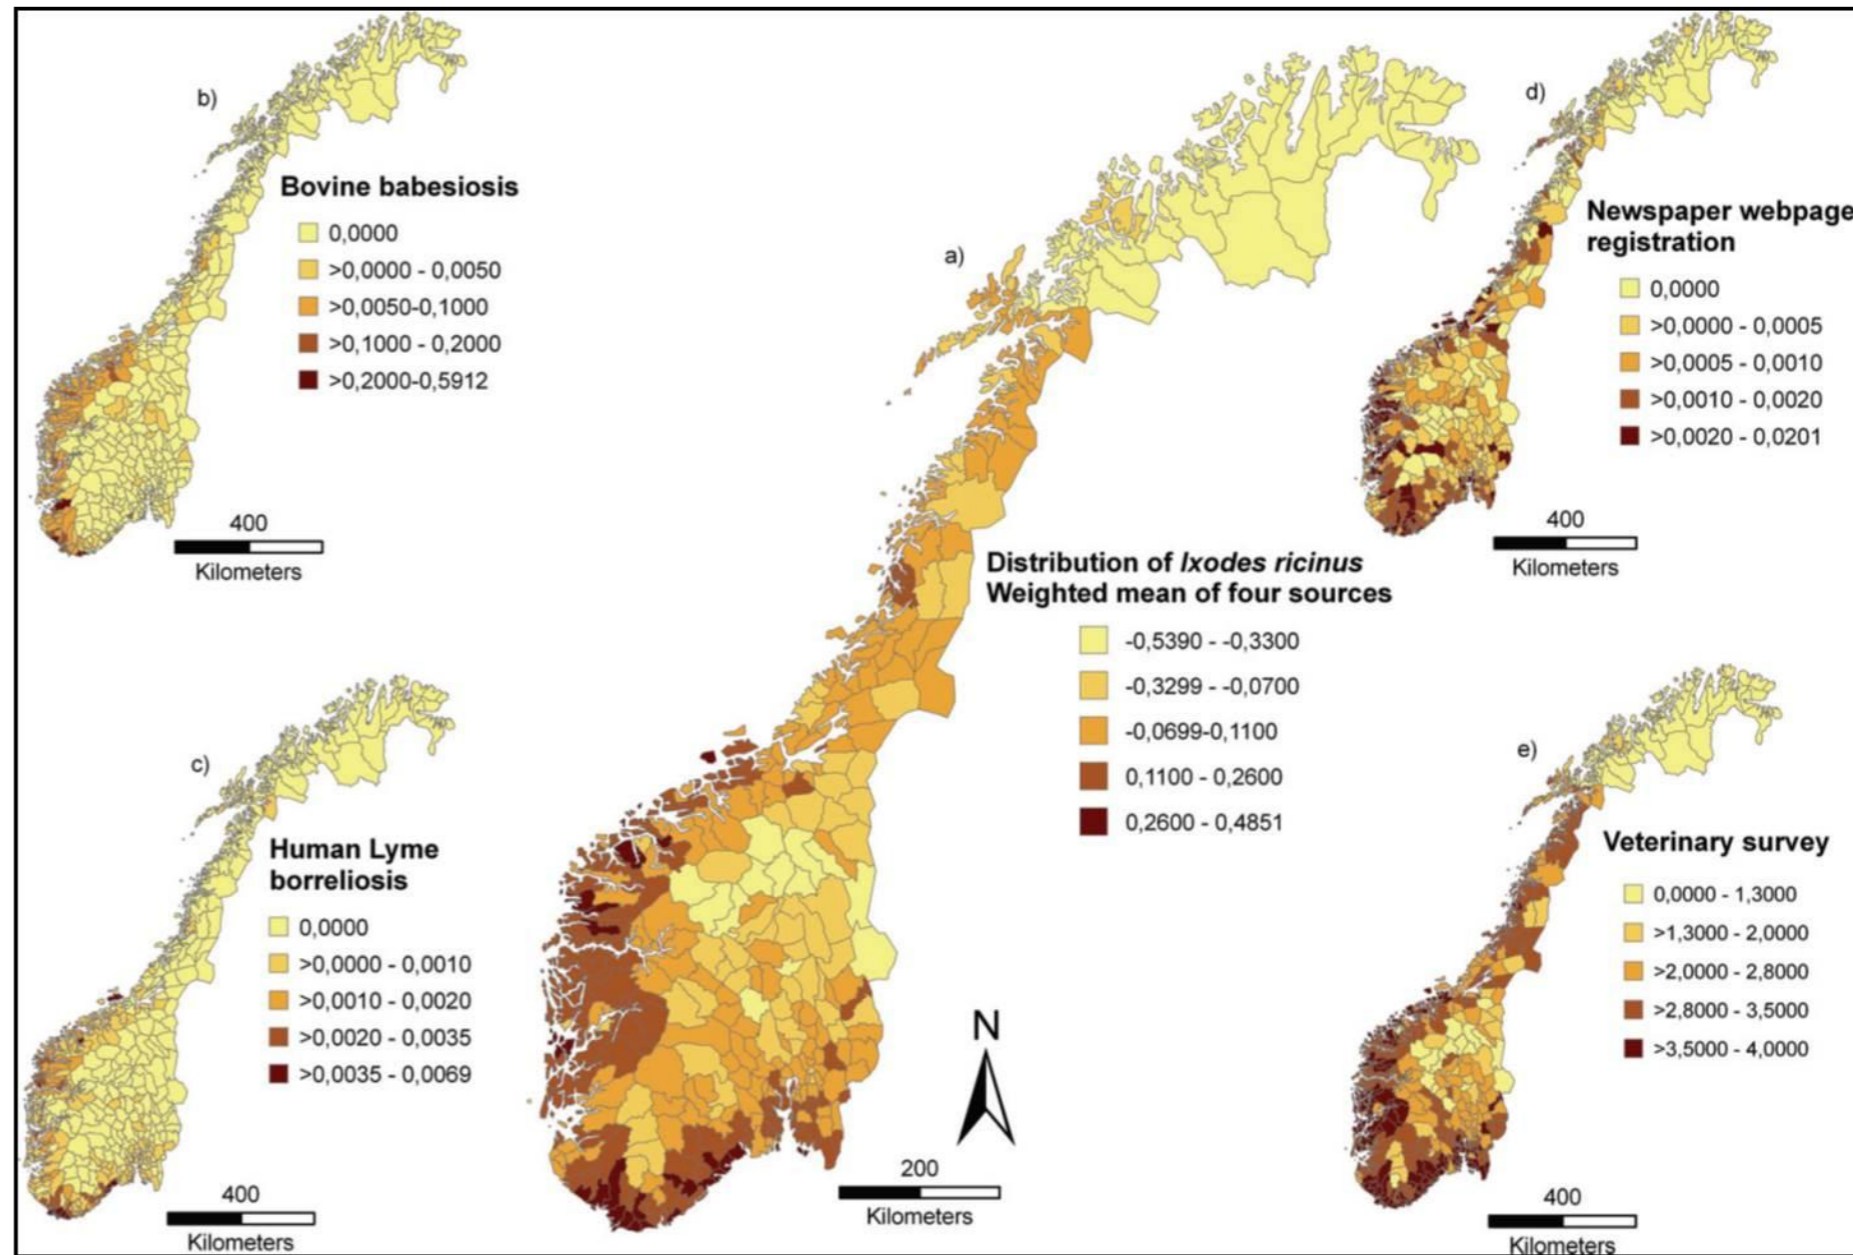 b)
Bovine babesiosis
0,0000
>0,0000 - 0,0050
>0,0050-0,1000
>0,1000 - 0,2000
>0,2000-0,5912
400
Kilometers
c)
Human Lyme
borreliosis
0,0000
>0,0000 - 0,0010
>0,0010 - 0,0020
>0,0020 - 0,0035
>0,0035 - 0,0069
400
Kilometers
a)
Distribution of Ixodes ricinus
Weighted mean of four sources
-0,5390 - -0,3300
-0,3299 - -0,0700
-0,0699-0,1100
0,1100 - 0,2600
0,2600 - 0,4851
N
200
Kilometers
d)
Newspaper webpage
registration
0,0000
>0,0000 - 0,0005
>0,0005 - 0,0010
>0,0010 - 0,0020
>0,0020 - 0,0201
400
Kilometers
e)
Veterinary survey
0,0000 - 1,3000
>1,3000 - 2,0000
>2,0000 - 2,8000
>2,8000 - 3,5000
>3,5000 - 4,0000
400
Kilometers